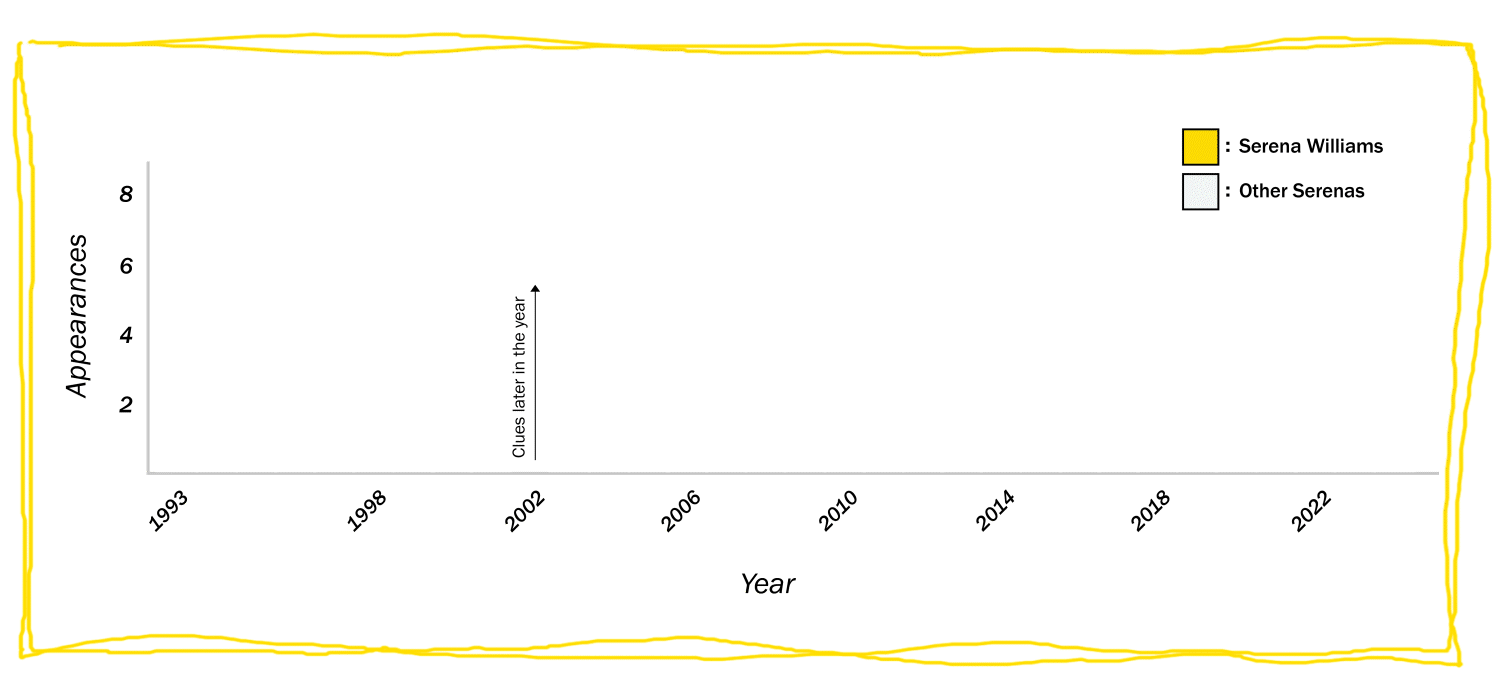 : Serena Williams
: Other Serenas
8
6
4
2
Appearances
Clues later in the year
1993
1998
2002
2006
2010
2014
2018
2022
Year